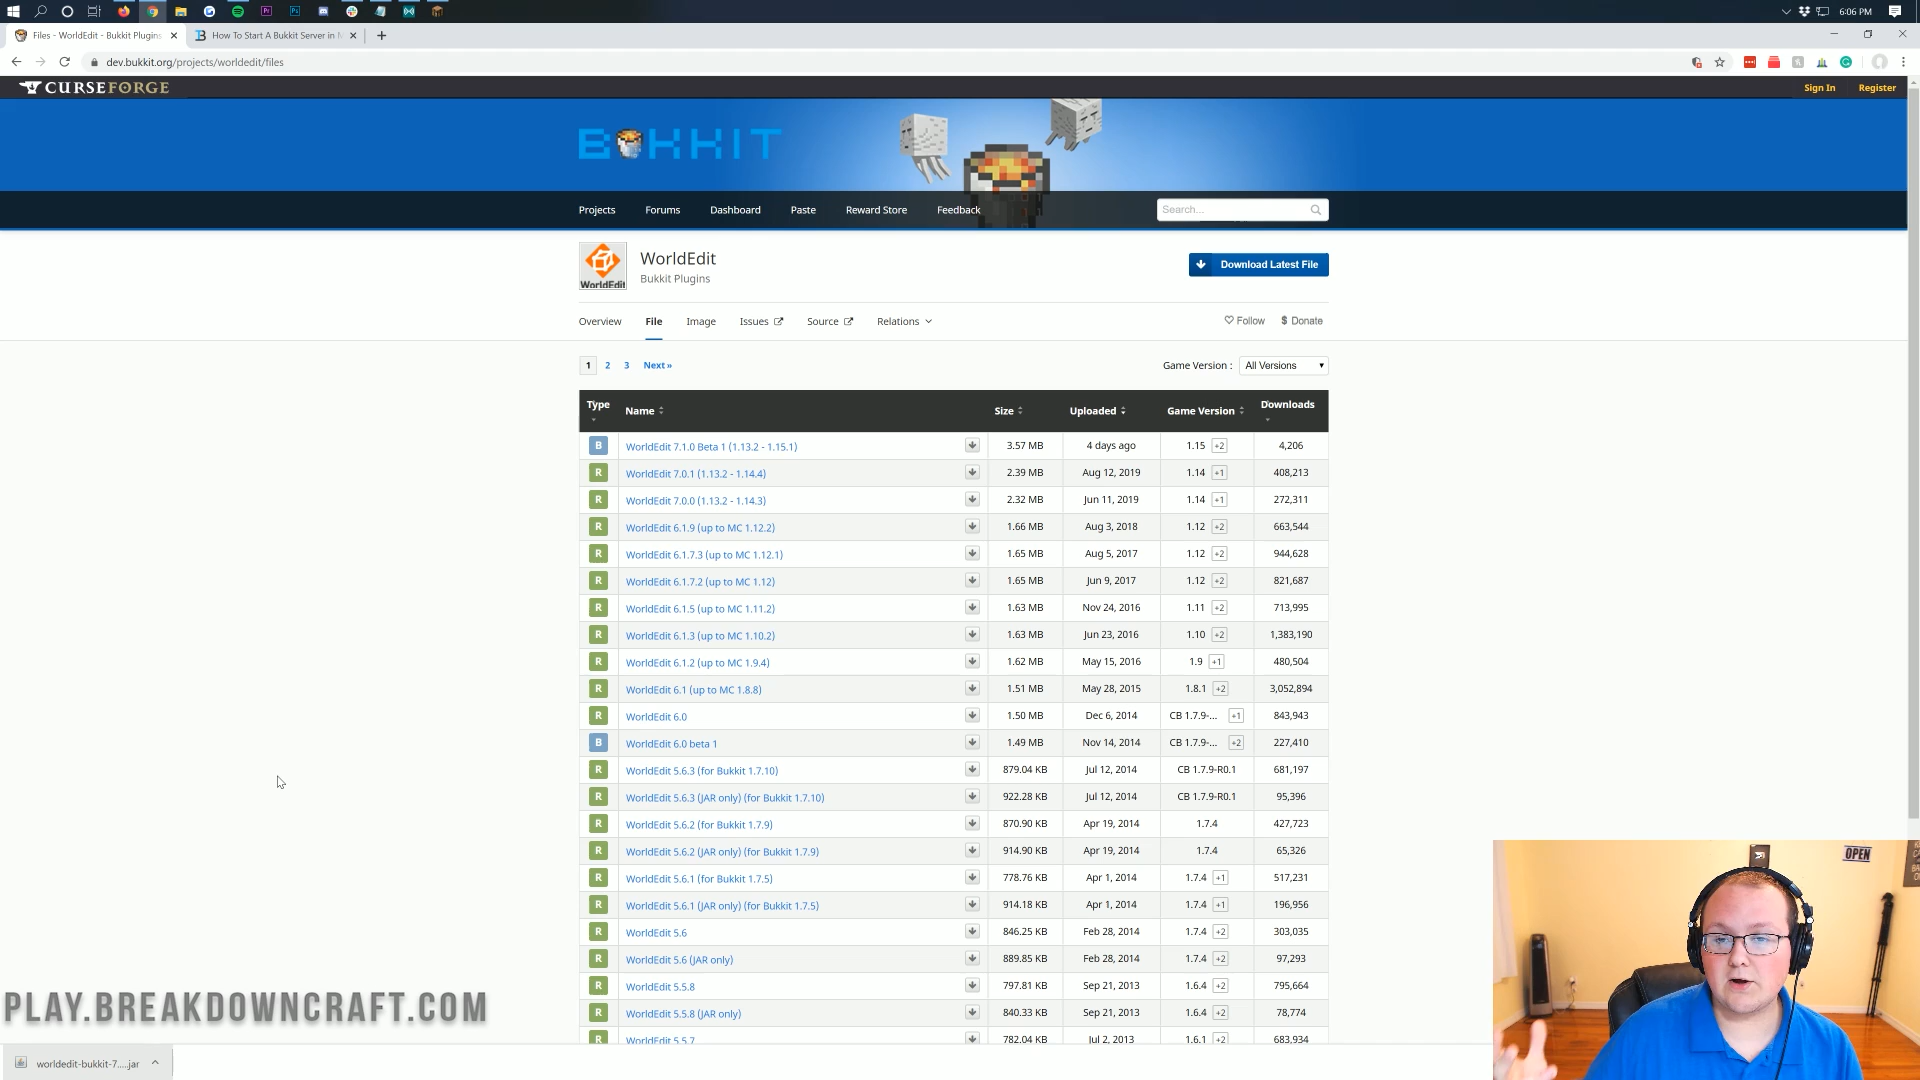 6:06 PM
Files - WorldEdit - Bukkit Plugins
How To Start A Bukkit Server in M
dev.bukkit.org/projects/worldedit/files
CURSEFORGE
Sign In Register
BUKKIT
Projects Forums Dashboard Paste Reward Store Feedback Search...
WorldEdit
WorldEdit
Bukkit Plugins
Download Latest File
Overview File Image Issues Source Relations Follow $ Donate
1 2 3 Next » Game Version : All Versions
Type Name Size Uploaded Game Version Downloads
B WorldEdit 7.1.0 Beta 1 (1.13.2 - 1.15.1) 3.57 MB 4 days ago 1.15 +2 4,206
R WorldEdit 7.0.1 (1.13.2 - 1.14.4) 2.39 MB Aug 12, 2019 1.14 +1 408,213
R WorldEdit 7.0.0 (1.13.2 - 1.14.3) 2.32 MB Jun 11, 2019 1.14 +1 272,311
R WorldEdit 6.1.9 (up to MC 1.12.2) 1.66 MB Aug 3, 2018 1.12 +2 663,544
R WorldEdit 6.1.7.3 (up to MC 1.12.1) 1.65 MB Aug 5, 2017 1.12 +2 944,628
R WorldEdit 6.1.7.2 (up to MC 1.12) 1.65 MB Jun 9, 2017 1.12 +2 821,687
R WorldEdit 6.1.5 (up to MC 1.11.2) 1.63 MB Nov 24, 2016 1.11 +2 713,995
R WorldEdit 6.1.3 (up to MC 1.10.2) 1.63 MB Jun 23, 2016 1.10 +2 1,383,190
R WorldEdit 6.1.2 (up to MC 1.9.4) 1.62 MB May 15, 2016 1.9 +1 480,504
R WorldEdit 6.1 (up to MC 1.8.8) 1.51 MB May 28, 2015 1.8.1 +2 3,052,894
R WorldEdit 6.0 1.50 MB Dec 6, 2014 CB 1.7.9-... +1 843,943
B WorldEdit 6.0 beta 1 1.49 MB Nov 14, 2014 CB 1.7.9-... +2 227,410
R WorldEdit 5.6.3 (for Bukkit 1.7.10) 879.04 KB Jul 12, 2014 CB 1.7.9-R0.1 681,197
R WorldEdit 5.6.3 (JAR only) (for Bukkit 1.7.10) 922.28 KB Jul 12, 2014 CB 1.7.9-R0.1 95,396
R WorldEdit 5.6.2 (for Bukkit 1.7.9) 870.90 KB Apr 19, 2014 1.7.4 427,723
R WorldEdit 5.6.2 (JAR only) (for Bukkit 1.7.9) 914.90 KB Apr 19, 2014 1.7.4 65,326
R WorldEdit 5.6.1 (for Bukkit 1.7.5) 778.76 KB Apr 1, 2014 1.7.4 +1 517,231
R WorldEdit 5.6.1 (JAR only) (for Bukkit 1.7.5) 914.18 KB Apr 1, 2014 1.7.4 +1 196,956
R WorldEdit 5.6 846.25 KB Feb 28, 2014 1.7.4 +2 303,035
R WorldEdit 5.6 (JAR only) 889.85 KB Feb 28, 2014 1.7.4 +2 97,293
R WorldEdit 5.5.8 797.81 KB Sep 21, 2013 1.6.4 +2 795,664
R WorldEdit 5.5.8 (JAR only) 840.33 KB Sep 21, 2013 1.6.4 +2 78,774
R WorldEdit 5.5.7 782.04 KB Jul 2, 2013 1.6.1 +2 683,934
OPEN
PLAY.BREAKDOWNCRAFT.COM
worldedit-bukkit-7.....jar